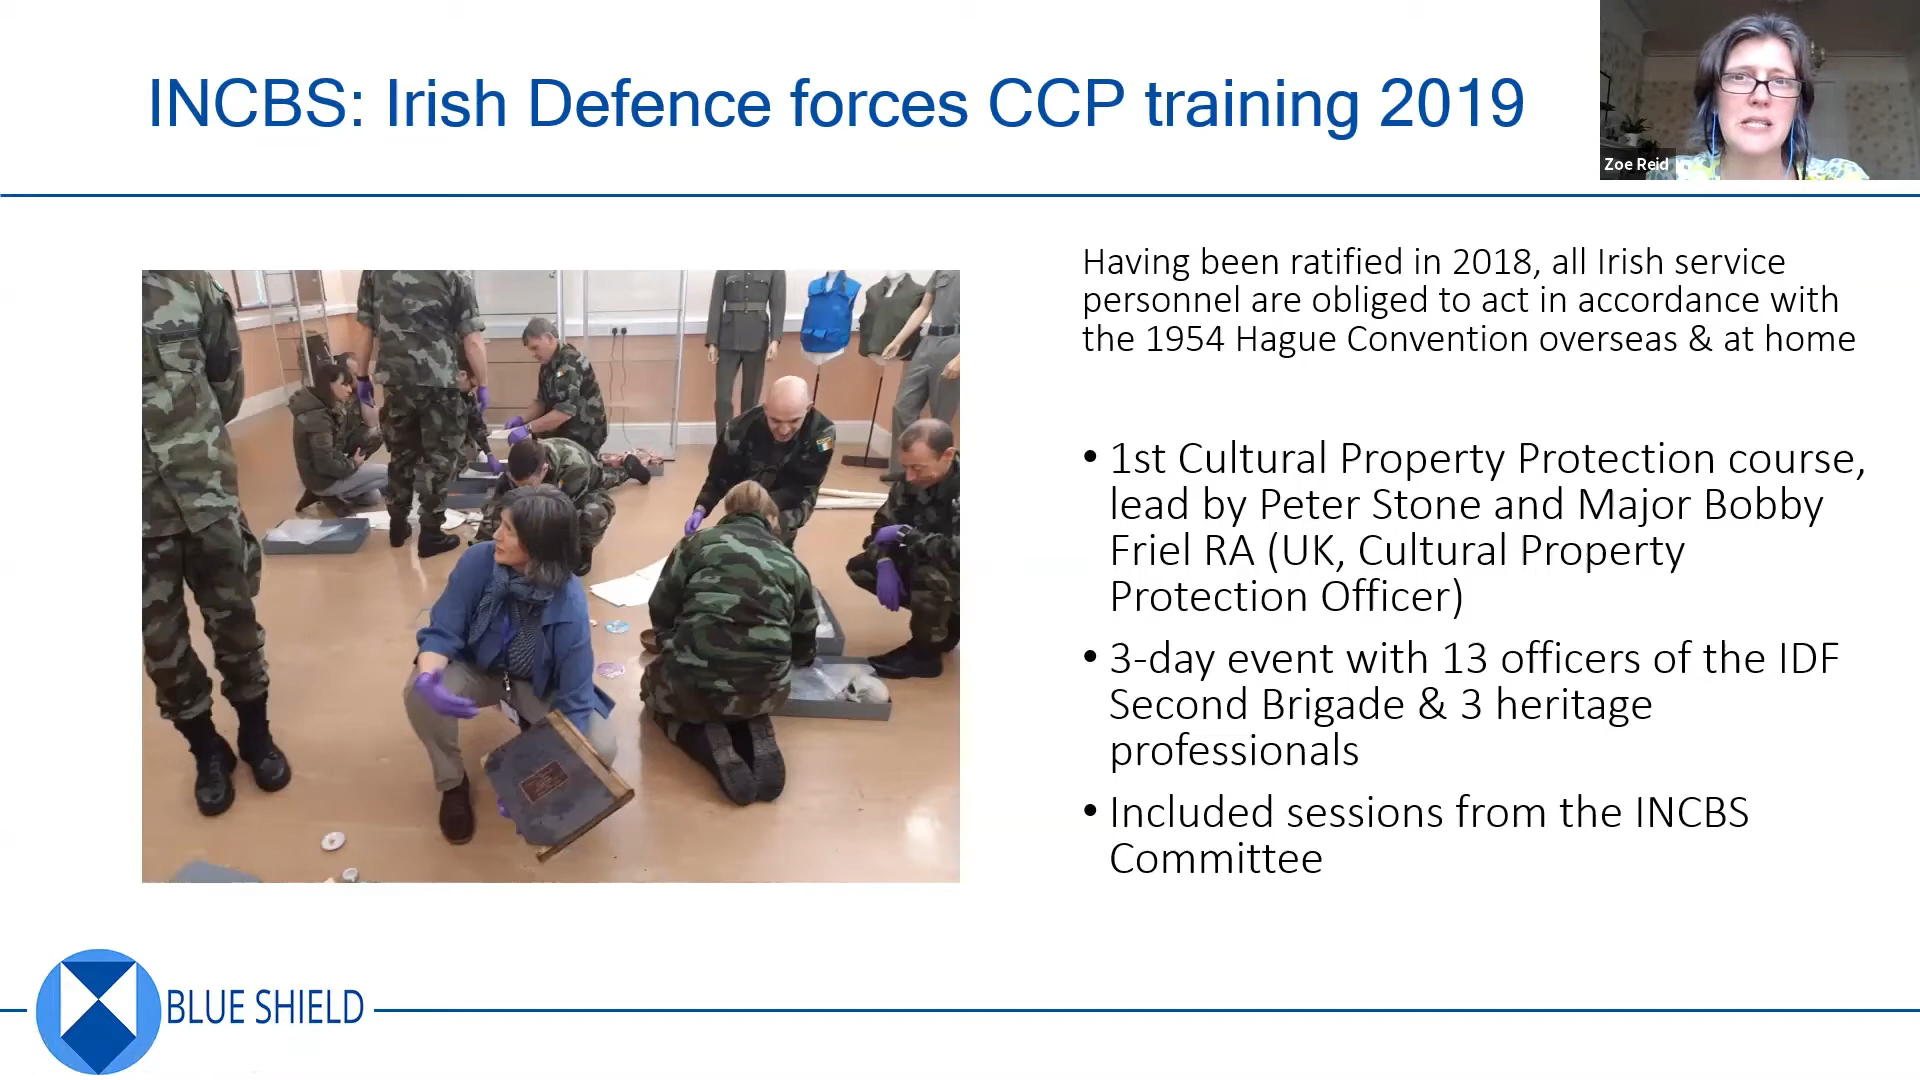 INCBS: Irish Defence forces CCP training 2019
Zoe Reid
Having been ratified in 2018, all Irish service
personnel are obliged to act in accordance with
the 1954 Hague Convention overseas & at home
• 1st Cultural Property Protection course,
lead by Peter Stone and Major Bobby
Friel RA (UK, Cultural Property
Protection Officer)
• 3-day event with 13 officers of the IDF
Second Brigade & 3 heritage
professionals
• Included sessions from the INCBS
Committee
BLUE SHIELD